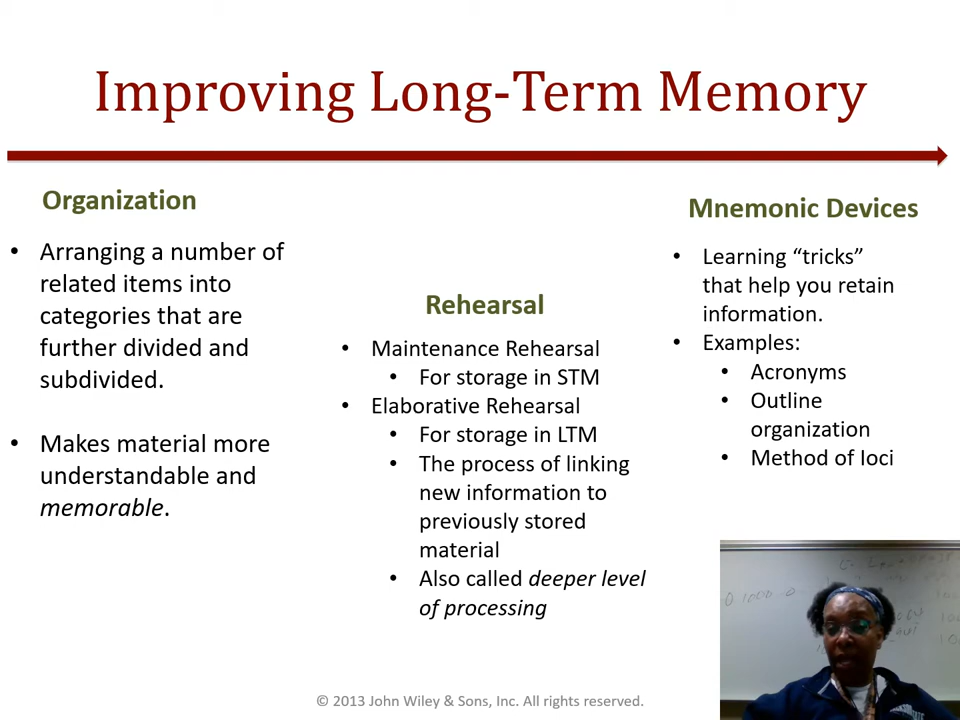 Improving Long-Term Memory
Organization
• Arranging a number of
related items into
categories that are
further divided and
subdivided.
• Makes material more
understandable and
memorable.
Rehearsal
• Maintenance Rehearsal
• For storage in STM
• Elaborative Rehearsal
• For storage in LTM
• The process of linking
new information to
previously stored
material
• Also called deeper level
of processing
Mnemonic Devices
• Learning “tricks”
that help you retain
information.
• Examples:
• Acronyms
• Outline
organization
• Method of loci
© 2013 John Wiley & Sons, Inc. All rights reserved.